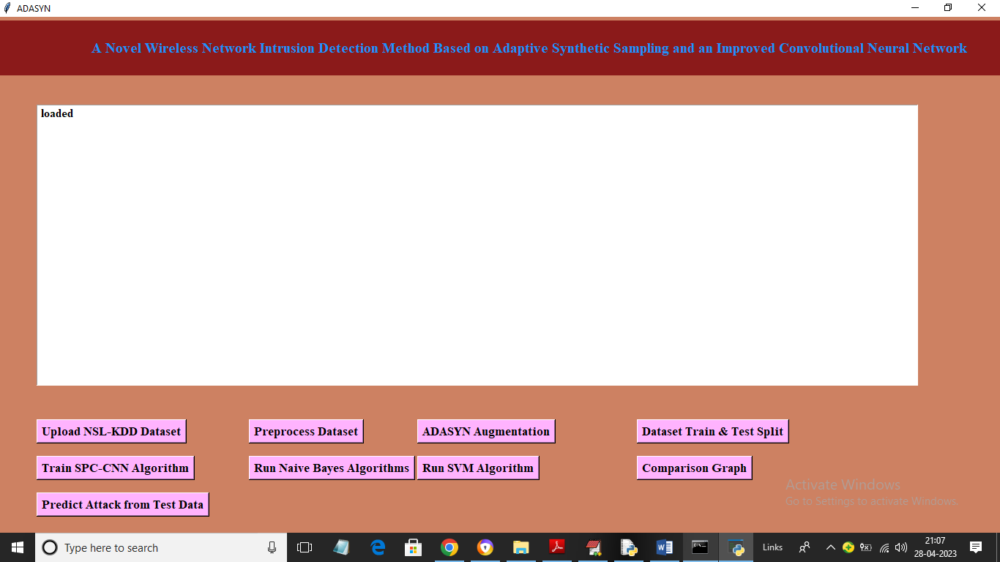 ADASYN
A Novel Wireless Network Intrusion Detection Method Based on Adaptive Synthetic Sampling and an Improved Convolutional Neural Network
loaded
Upload NSL-KDD Dataset
Preprocess Dataset
ADASYN Augmentation
Dataset Train & Test Split
Train SPC-CNN Algorithm
Run Naive Bayes Algorithms
Run SVM Algorithm
Comparison Graph
Predict Attack from Test Data
Activate Windows
Go to Settings to activate Windows.
Type here to search
Links
21:07
28-04-2023